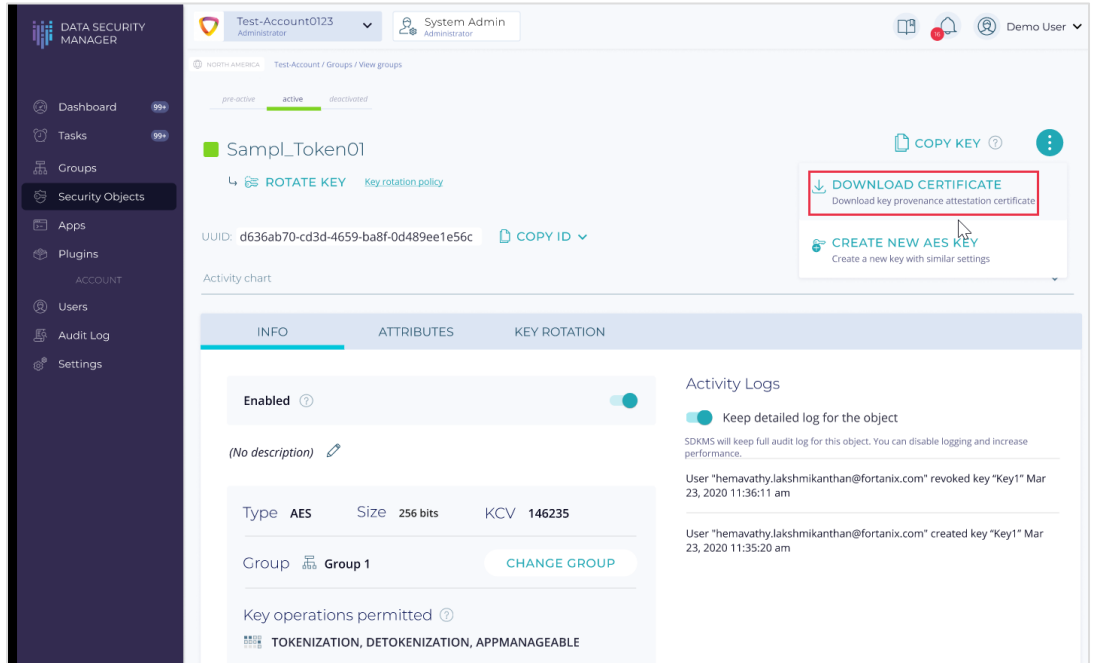 DATA SECURITY
MANAGER
Test-Account0123
Administrator
System Admin
Administrator
16
Demo User
NORTH AMERICA
Test-Account / Groups / View groups
Dashboard 99+
Tasks 99+
Groups
Security Objects
Apps
Plugins
ACCOUNT
Users
Audit Log
Settings
pre-active active deactivated
Sampl_Token01
COPY KEY ?
ROTATE KEY Key rotation policy
DOWNLOAD CERTIFICATE
Download key provenance attestation certificate
CREATE NEW AES KEY
Create a new key with similar settings
UUID: d636ab70-cd3d-4659-ba8f-0d489ee1e56c COPY ID
Activity chart
INFO ATTRIBUTES KEY ROTATION
Enabled ?
(No description)
Type AES Size 256 bits KCV 146235
Group Group 1 CHANGE GROUP
Key operations permitted ?
TOKENIZATION, DETOKENIZATION, APPMANAGEABLE
Activity Logs
Keep detailed log for the object
SDKMS will keep full audit log for this object. You can disable logging and increase
performance.
User "hemavathy.lakshmikanthan@fortanix.com" revoked key “Key1” Mar
23, 2020 11:36:11 am
User "hemavathy.lakshmikanthan@fortanix.com" created key “Key1” Mar
23, 2020 11:35:20 am